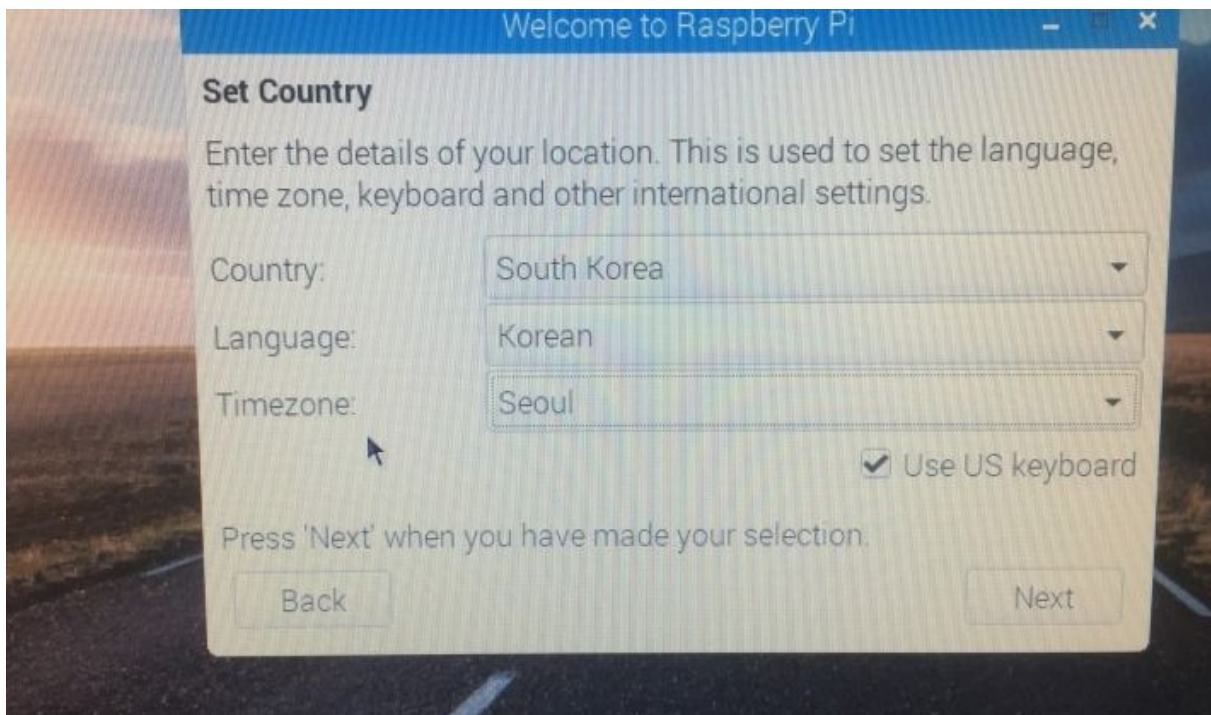 Welcome to Raspberry Pi
Set Country
Enter the details of your location. This is used to set the language,
time zone, keyboard and other international settings.
Country: South Korea
Language: Korean
Timezone: Seoul
Use US keyboard
Press 'Next' when you have made your selection.
Back Next